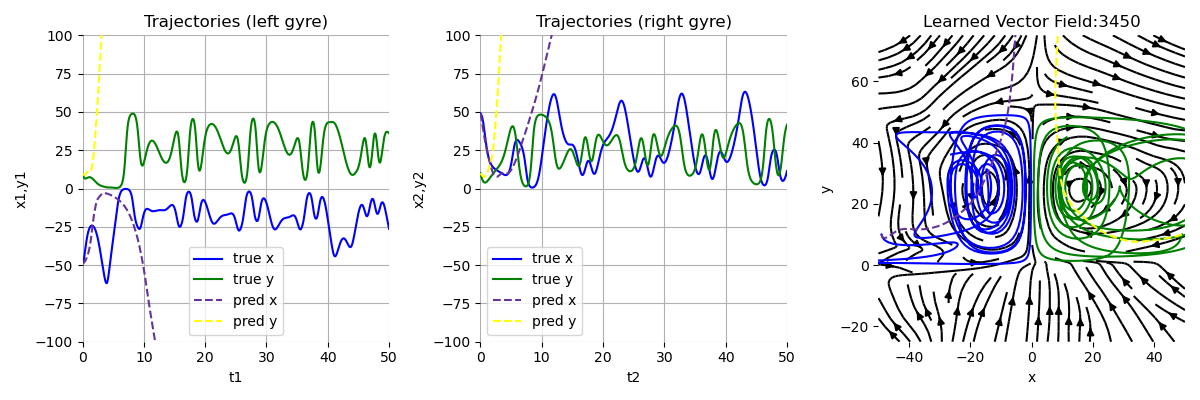 Trajectories (left gyre)
100
75
50
25
0
−25
−50
−75
−100
x1,y1
0
10
20
30
40
50
t1
true x
true y
pred x
pred y
Trajectories (right gyre)
100
75
50
25
0
−25
−50
−75
−100
x2,y2
0
10
20
30
40
50
t2
true x
true y
pred x
pred y
Learned Vector Field:3450
60
40
20
0
−20
y
−40
−20
0
20
40
x